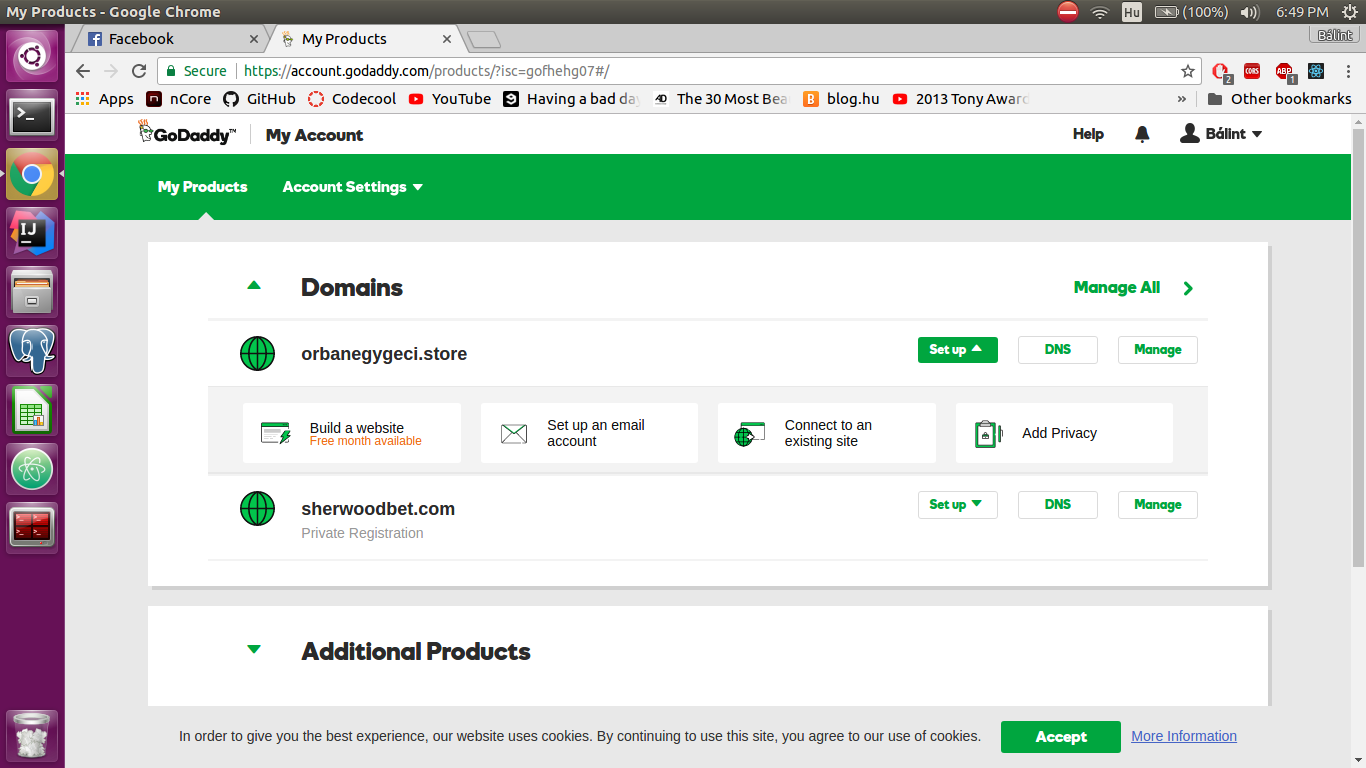 My Products - Google Chrome
Hu (100%) 6:49 PM
Facebook My Products Bálint
Secure https://account.godaddy.com/products/?isc=gofhehg07#/ 2 CORS ABP 1
Apps nCore GitHub Codecool YouTube Having a bad day The 30 Most Bea blog.hu 2013 Tony Award » Other bookmarks
GoDaddy™ My Account Help Bálint
My Products Account Settings
Domains Manage All
orbanegygeci.store Set up DNS Manage
Build a website
Free month available
Set up an email
account
Connect to an
existing site
Add Privacy
sherwoodbet.com Set up DNS Manage
Private Registration
Additional Products
In order to give you the best experience, our website uses cookies. By continuing to use this site, you agree to our use of cookies. Accept More Information